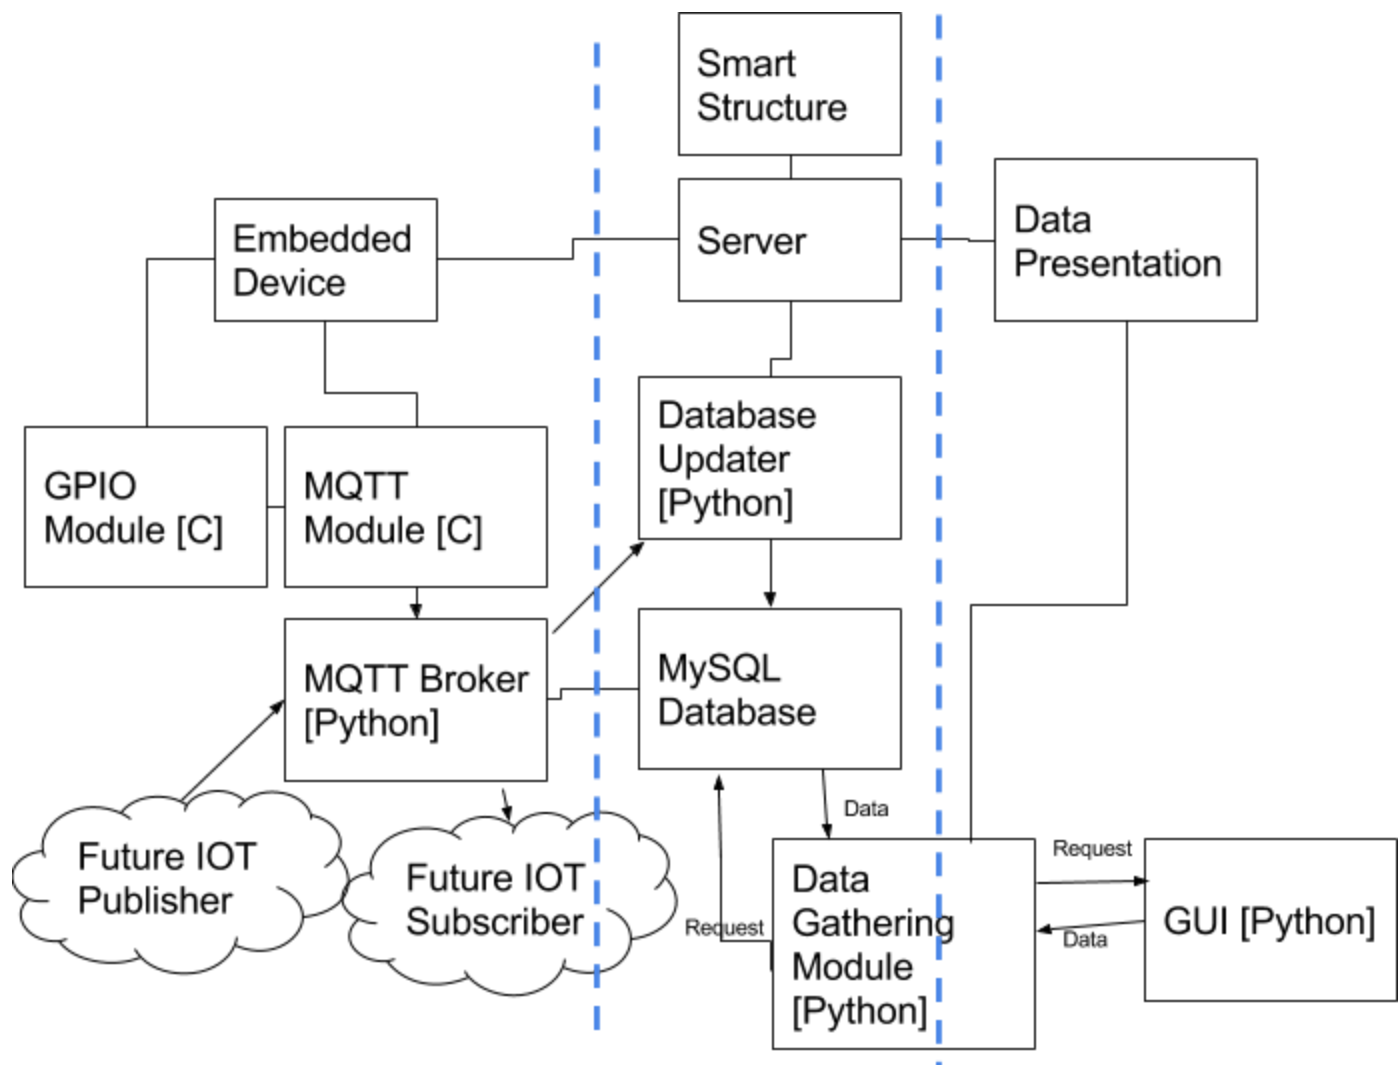 Smart
Structure
Server
Data
Presentation
Embedded
Device
Database
Updater
[Python]
GPIO
Module [C]
MQTT
Module [C]
MQTT Broker
[Python]
MySQL
Database
Data
Future IOT
Publisher
Future IOT
Subscriber
Request
Data
Gathering
Module
[Python]
Request
Data
GUI [Python]